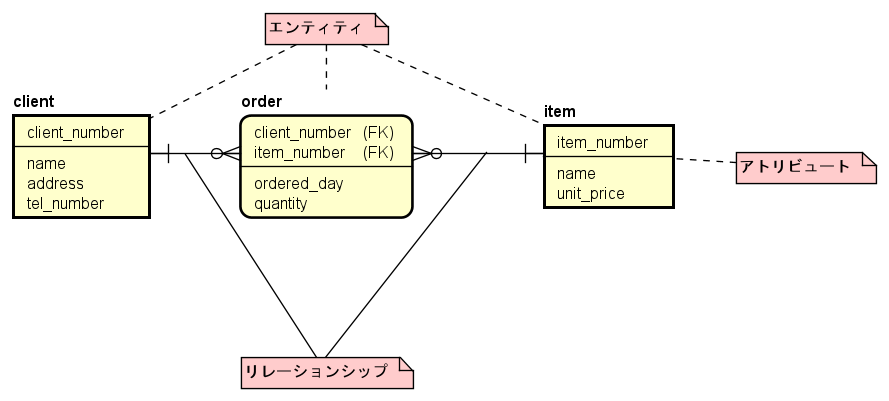 エンティティ
client
client_number
name
address
tel_number
order
client_number (FK)
item_number (FK)
ordered_day
quantity
item
item_number
name
unit_price
アトリビュート
リレーションシップ